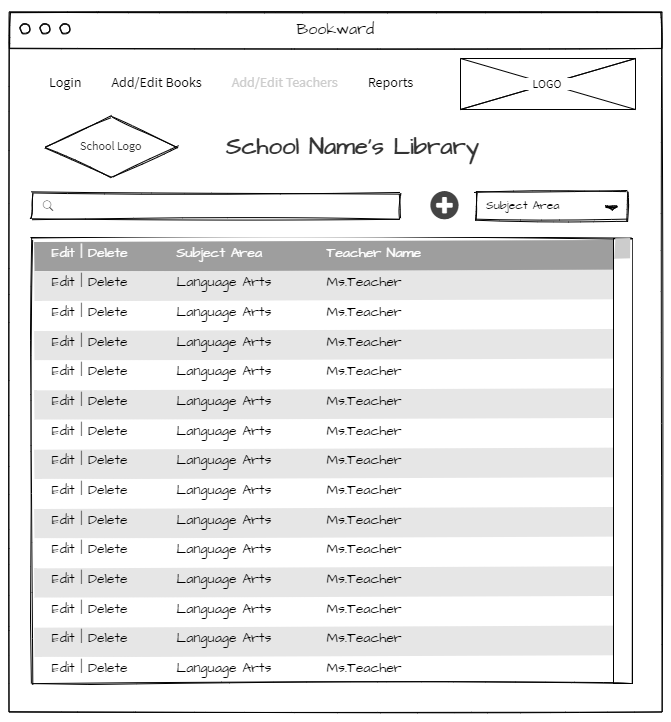 Bookward
Login Add/Edit Books Add/Edit Teachers Reports LOGO
School Logo School Name's Library
Subject Area
Edit | Delete Subject Area Teacher Name
Edit | Delete Language Arts Ms.Teacher
Edit | Delete Language Arts Ms.Teacher
Edit | Delete Language Arts Ms.Teacher
Edit | Delete Language Arts Ms.Teacher
Edit | Delete Language Arts Ms.Teacher
Edit | Delete Language Arts Ms.Teacher
Edit | Delete Language Arts Ms.Teacher
Edit | Delete Language Arts Ms.Teacher
Edit | Delete Language Arts Ms.Teacher
Edit | Delete Language Arts Ms.Teacher
Edit | Delete Language Arts Ms.Teacher
Edit | Delete Language Arts Ms.Teacher
Edit | Delete Language Arts Ms.Teacher
Edit | Delete Language Arts Ms.Teacher